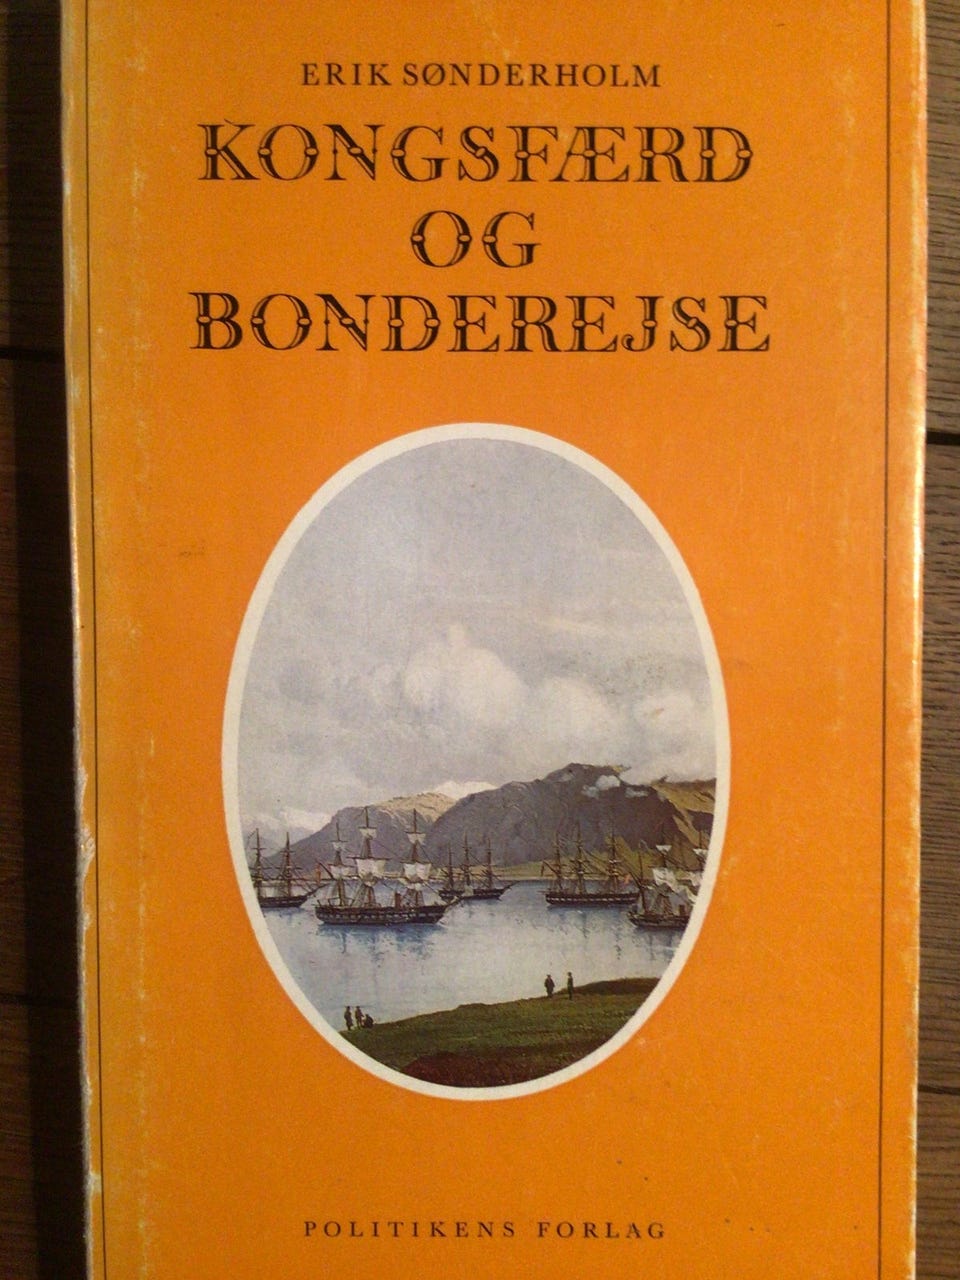 ERIK SØNDERHOLM
KONGSFÆRD
OG
BONDEREJSE
POLITIKENS FORLAG